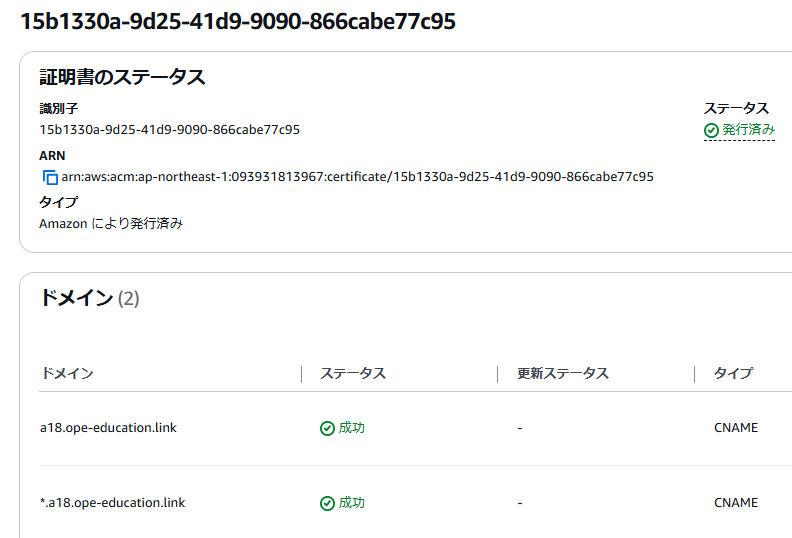 15b1330a-9d25-41d9-9090-866cabe77c95
証明書のステータス
識別子
15b1330a-9d25-41d9-9090-866cabe77c95
ステータス
発行済み
ARN
arn:aws:acm:ap-northeast-1:093931813967:certificate/15b1330a-9d25-41d9-9090-866cabe77c95
タイプ
Amazon により発行済み
ドメイン (2)
ドメイン ステータス 更新ステータス タイプ
a18.ope-education.link 成功 - CNAME
*.a18.ope-education.link 成功 - CNAME